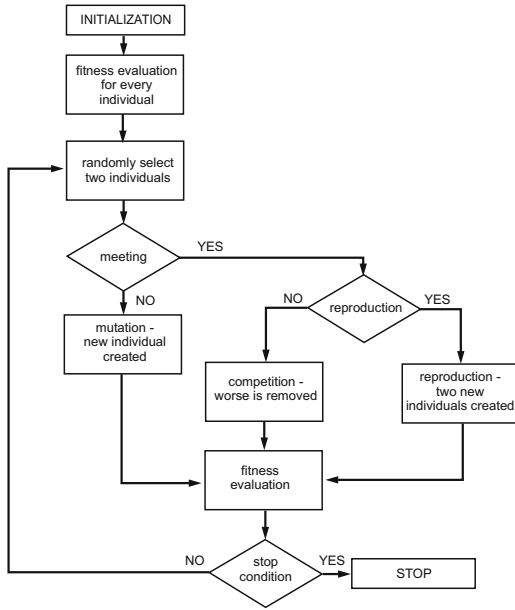 INITIALIZATION
fitness evaluation
for every
individual
randomly select
two individuals
meeting
YES
NO
reproduction
NO
YES
mutation -
new individual
created
competition -
worse is removed
reproduction -
two new
individuals created
fitness
evaluation
stop
condition
NO
YES
STOP